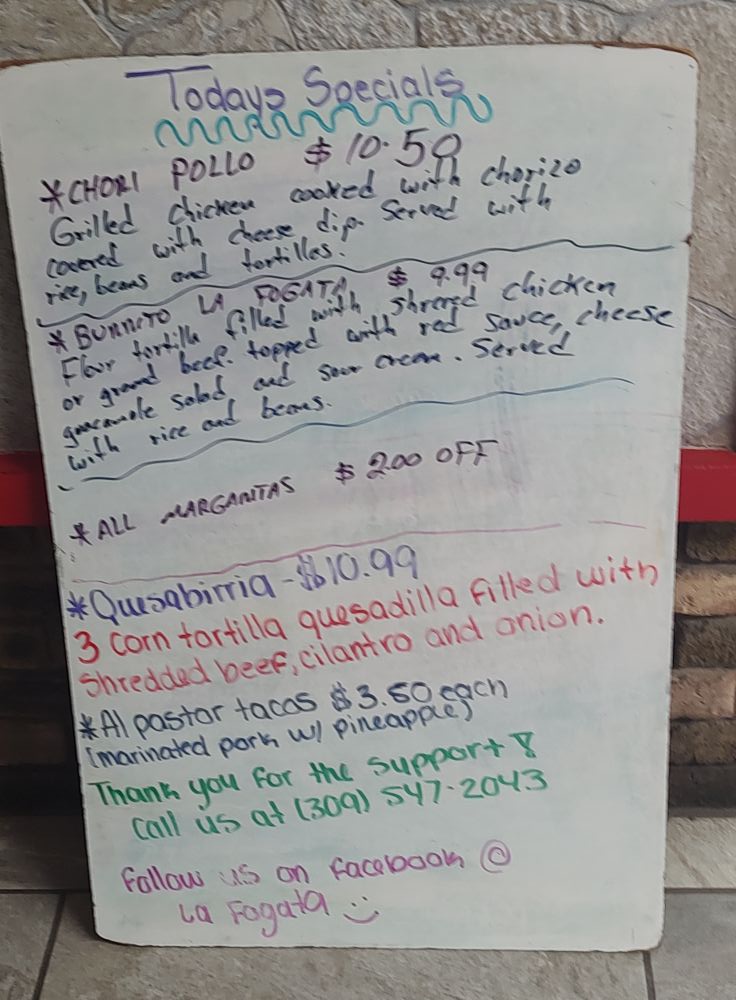 Todays Specials
*CHORI POLLO $10.50
Grilled chicken cooked with chorizo
covered with cheese dip. Served with
rice, beans and tortillas.
*BURRITO LA FOGATA $ 9.99
Flour tortilla filled with shrered chicken
or grand beef. topped with red sauce, cheese
guacamole salad, and sour cream. Served
with rice and beans.
*ALL MARGARITAS $2.00 OFF
*Quesabirria - $10.99
3 corn tortilla quesadilla filled with
shredded beef, cilantro and onion.
*Al pastor tacos $3.50 each
(marinated pork w/ pineapple)
Thank you for the support
Call us at (309) 547-2043
Follow us on facebook @
La Fogata